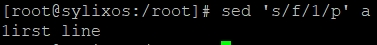 [root@sylixos:/root]# sed 's/f/1/p' a
1irst line